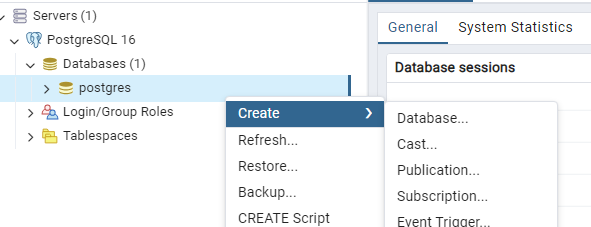 Servers (1)
PostgreSQL 16
Databases (1)
postgres
Login/Group Roles
Tablespaces
Create
Refresh...
Restore...
Backup...
CREATE Script
Database...
Cast...
Publication...
Subscription...
Event Trigger...
General System Statistics
Database sessions